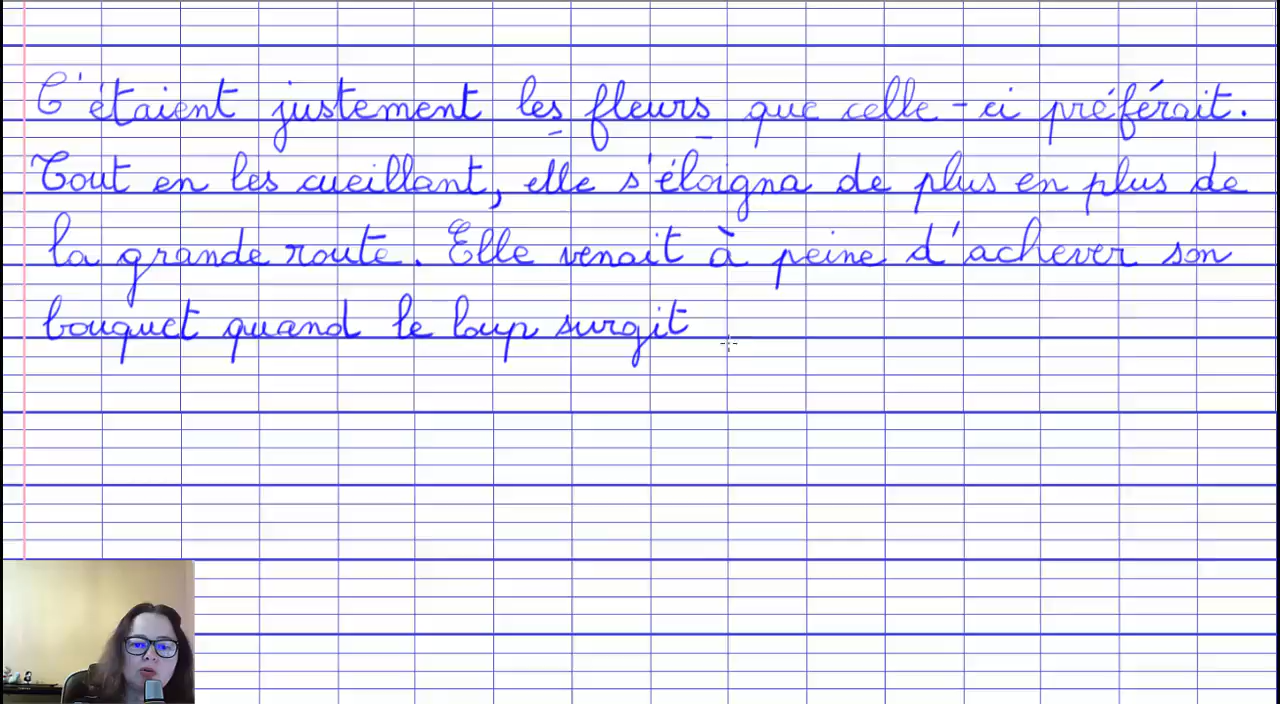 C'étaient justement les fleurs que celle-ci préférait.
Tout en les cueillant, elle s'éloigna de plus en plus de
la grande route. Elle venait à peine d'achever son
bouquet quand le loup surgit